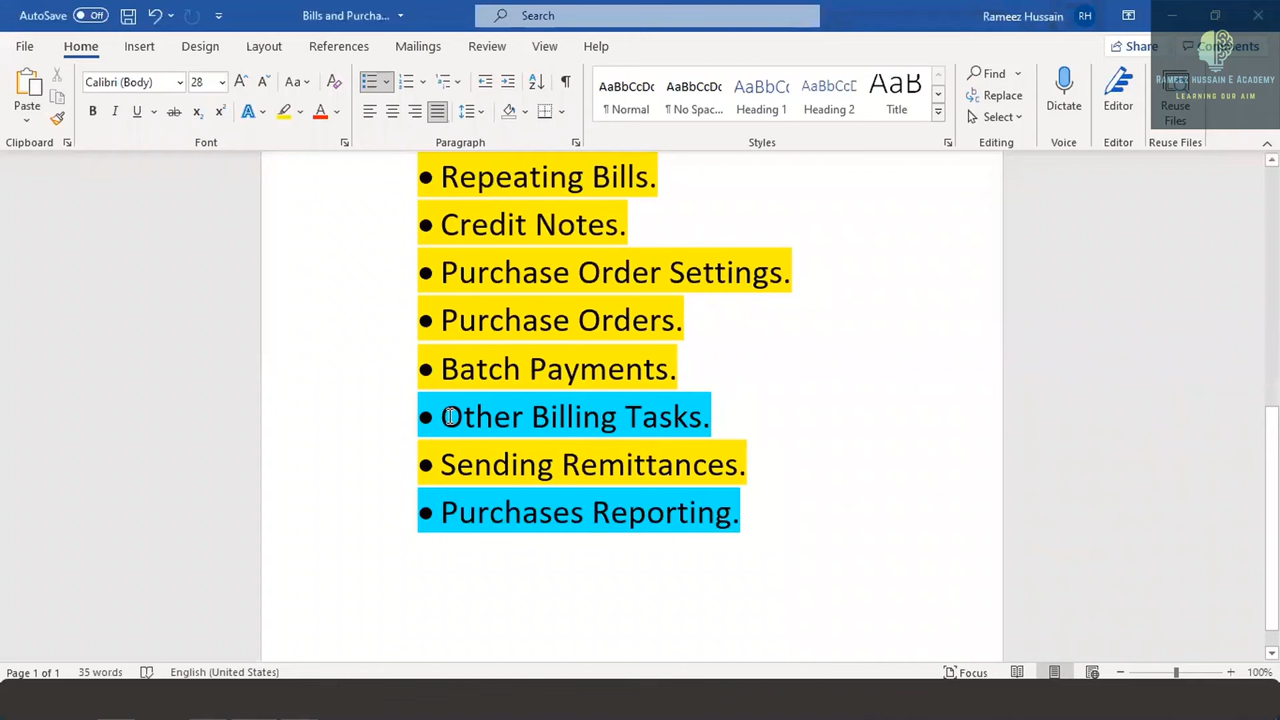 AutoSave Off Bills and Purcha... Search Rameez Hussain RH
File Home Insert Design Layout References Mailings Review View Help Share Comments
RAMEEZ HUSSAIN E ACADEMY
LEARNING OUR AIM
Paste Calibri (Body) 28 AaBbCcDc AaBbCcDc AaBbCc AaBbCcD AaB Find Replace Select Dictate Editor Reuse Files
¶ Normal ¶ No Spac... Heading 1 Heading 2 Title
Clipboard Font Paragraph Styles Editing Voice Editor Reuse Files
• Repeating Bills.
• Credit Notes.
• Purchase Order Settings.
• Purchase Orders.
• Batch Payments.
• Other Billing Tasks.
• Sending Remittances.
• Purchases Reporting.
Page 1 of 1 35 words English (United States) Focus 100%